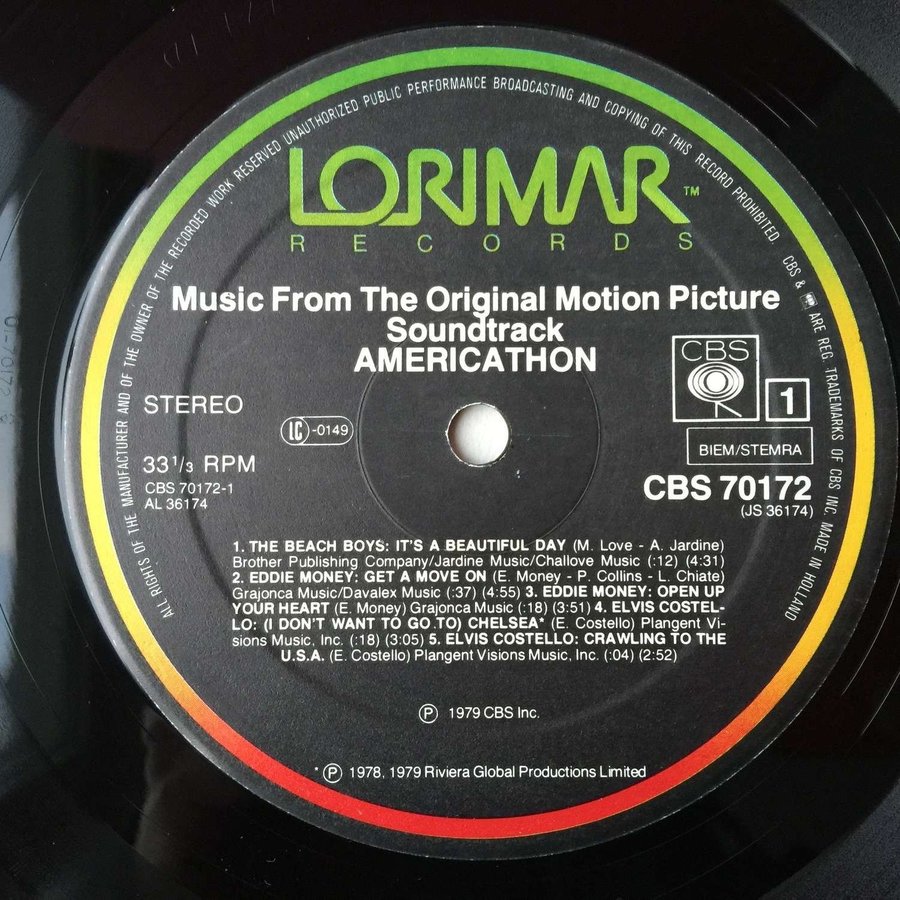 ALL RIGHTS OF THE MANUFACTURER AND OF THE OWNER OF THE RECORDED WORK RESERVED UNAUTHORIZED PUBLIC PERFORMANCE BROADCASTING AND COPYING OF THIS RECORD PROHIBITED. CBS & ARE REG. TRADEMARKS OF CBS INC. MADE IN HOLLAND
LORIMAR™
RECORDS
Music From The Original Motion Picture
Soundtrack
AMERICATHON
CBS
STEREO
LC -0149
1
BIEM/STEMRA
33 1/3 RPM
CBS 70172
CBS 70172-1
(JS 36174)
AL 36174
1. THE BEACH BOYS: IT'S A BEAUTIFUL DAY (M. Love - A. Jardine)
Brother Publishing Company/Jardine Music/Challove Music (:12) (4:31)
2. EDDIE MONEY: GET A MOVE ON (E. Money - P. Collins - L. Chiate)
Grajonca Music/Davalex Music (:37) (4:55) 3. EDDIE MONEY: OPEN UP
YOUR HEART (E. Money) Grajonca Music (:18) (3:51) 4. ELVIS COSTEL-
LO: (I DON'T WANT TO GO TO) CHELSEA* (E. Costello) Plangent Vi-
sions Music, Inc. (:18) (3:05) 5. ELVIS COSTELLO: CRAWLING TO THE
U.S.A. (E. Costello) Plangent Visions Music, Inc. (:04) (2:52)
Ⓟ 1979 CBS Inc.
* Ⓟ 1978, 1979 Riviera Global Productions Limited